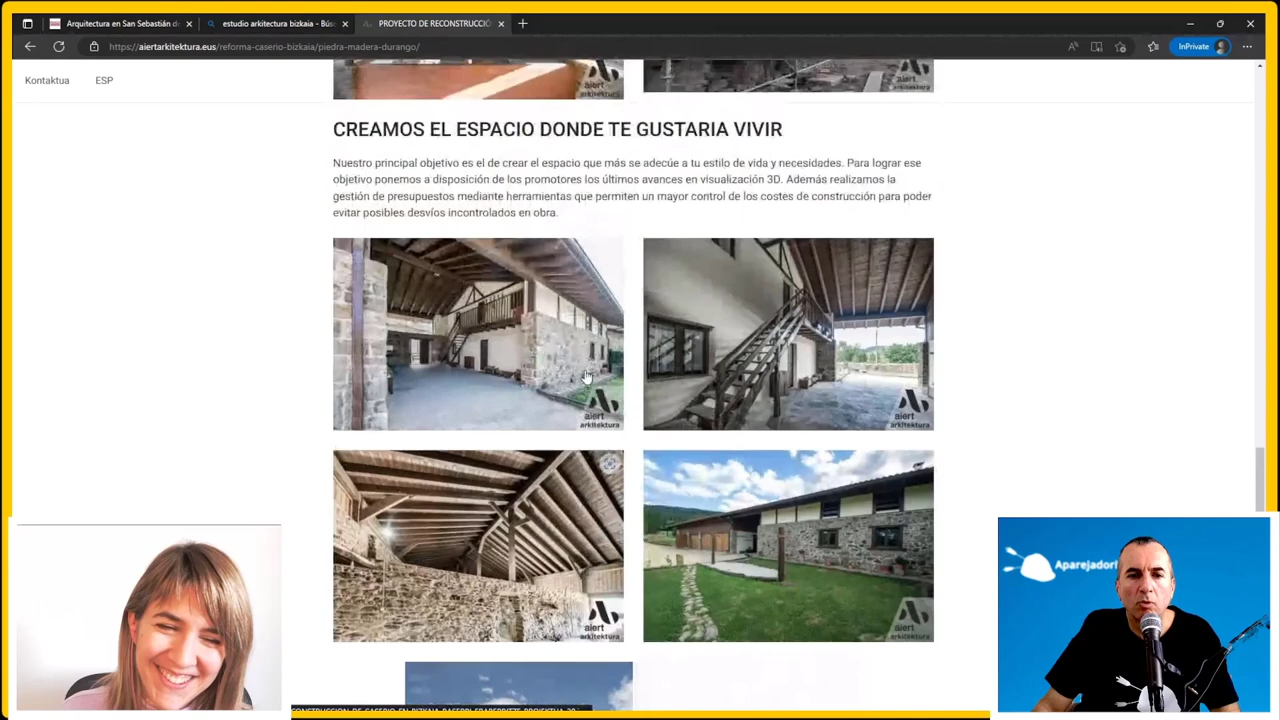 Arquitectura en San Sebastián de
estudio arkitectura bizkaia - Bús
PROYECTO DE RECONSTRUCCIÓ
https://aiertarkitektura.eus/reforma-caserio-bizkaia/piedra-madera-durango/
InPrivate
Kontaktua
ESP
arkitektura
arkitektura
CREAMOS EL ESPACIO DONDE TE GUSTARIA VIVIR
Nuestro principal objetivo es el de crear el espacio que más se adecúe a tu estilo de vida y necesidades. Para lograr ese
objetivo ponemos a disposición de los promotores los últimos avances en visualización 3D. Además realizamos la
gestión de presupuestos mediante herramientas que permiten un mayor control de los costes de construcción para poder
evitar posibles desvíos incontrolados en obra.
aiert
arkitektura
aiert
arkitektura
aiert
arkitektura
aiert
arkitektura
Aparejador